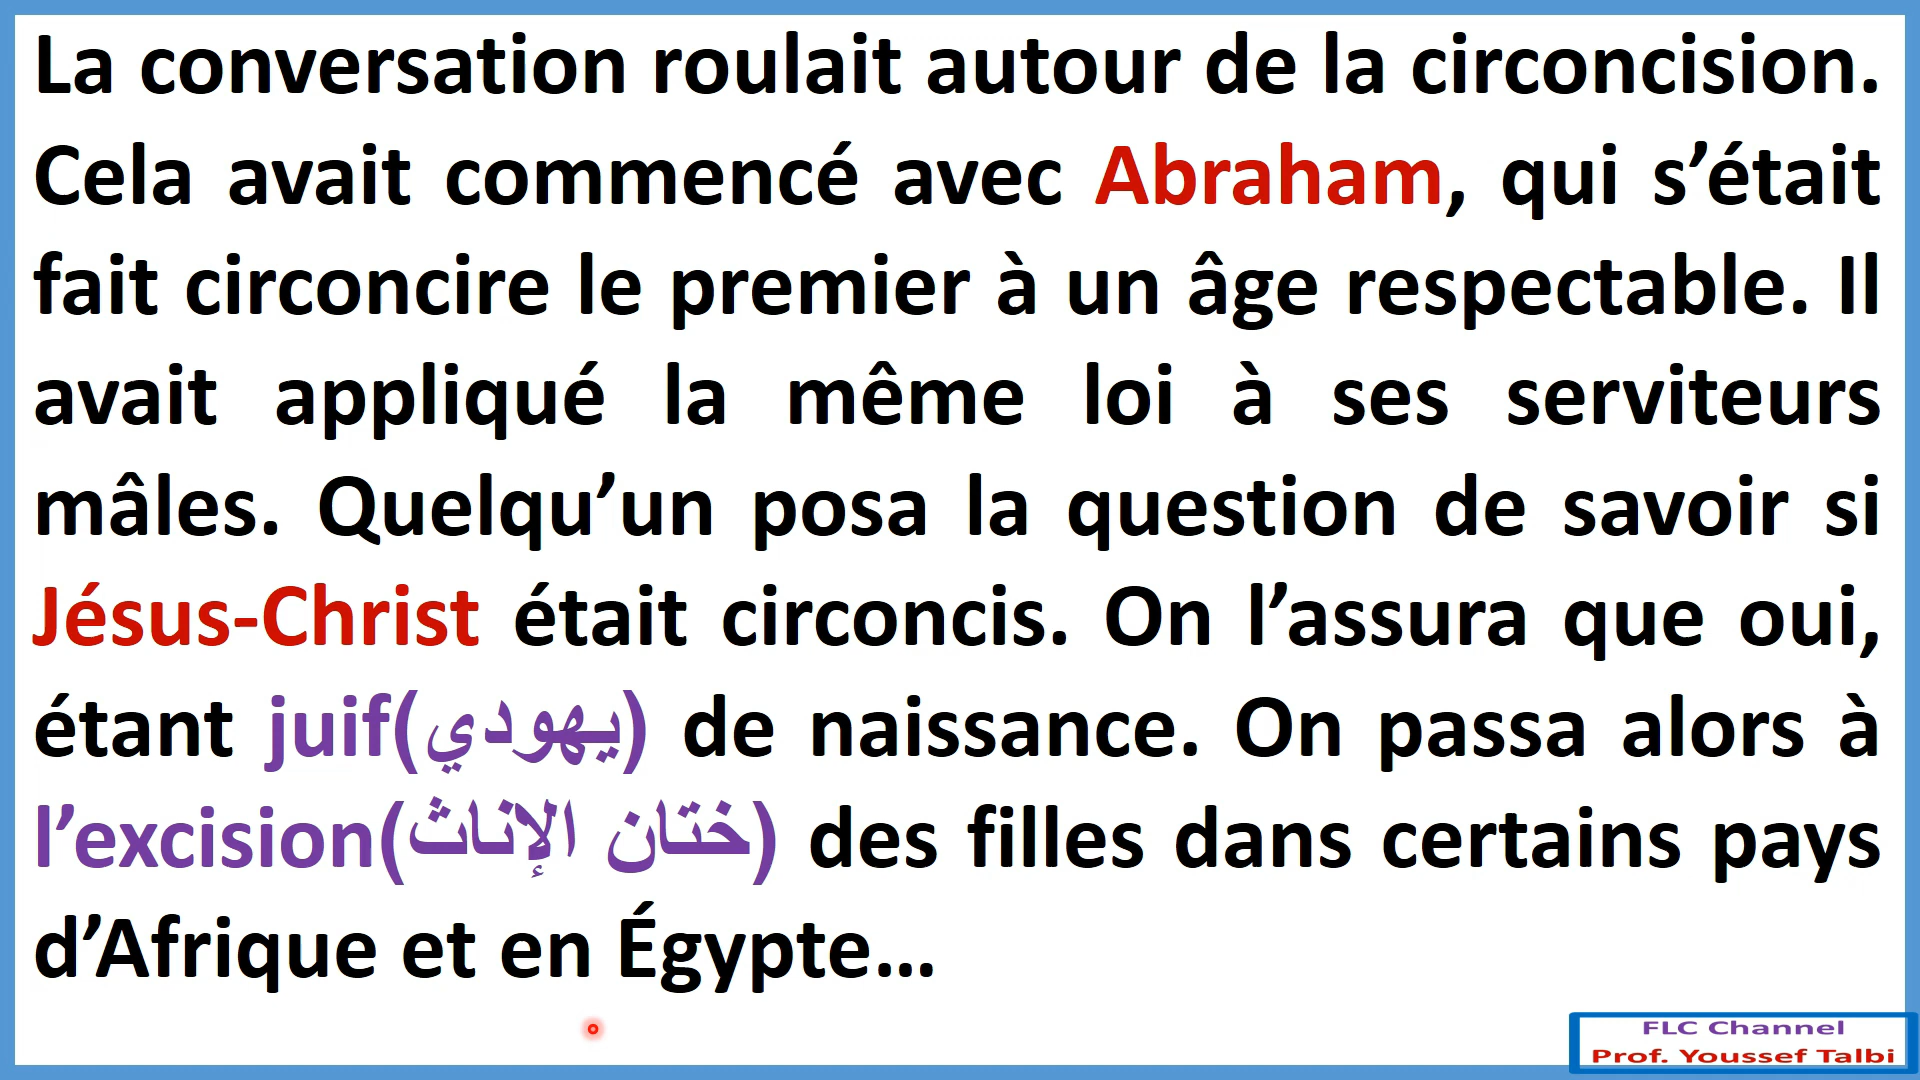 La conversation roulait autour de la circoncision.
Cela avait commencé avec Abraham, qui s’était
fait circoncire le premier à un âge respectable. Il
avait appliqué la même loi à ses serviteurs
mâles. Quelqu’un posa la question de savoir si
Jésus-Christ était circoncis. On l’assura que oui,
étant juif(يهودي) de naissance. On passa alors à
l’excision(ختان الإناث) des filles dans certains pays
d’Afrique et en Égypte…
FLC Channel
Prof. Youssef Talbi